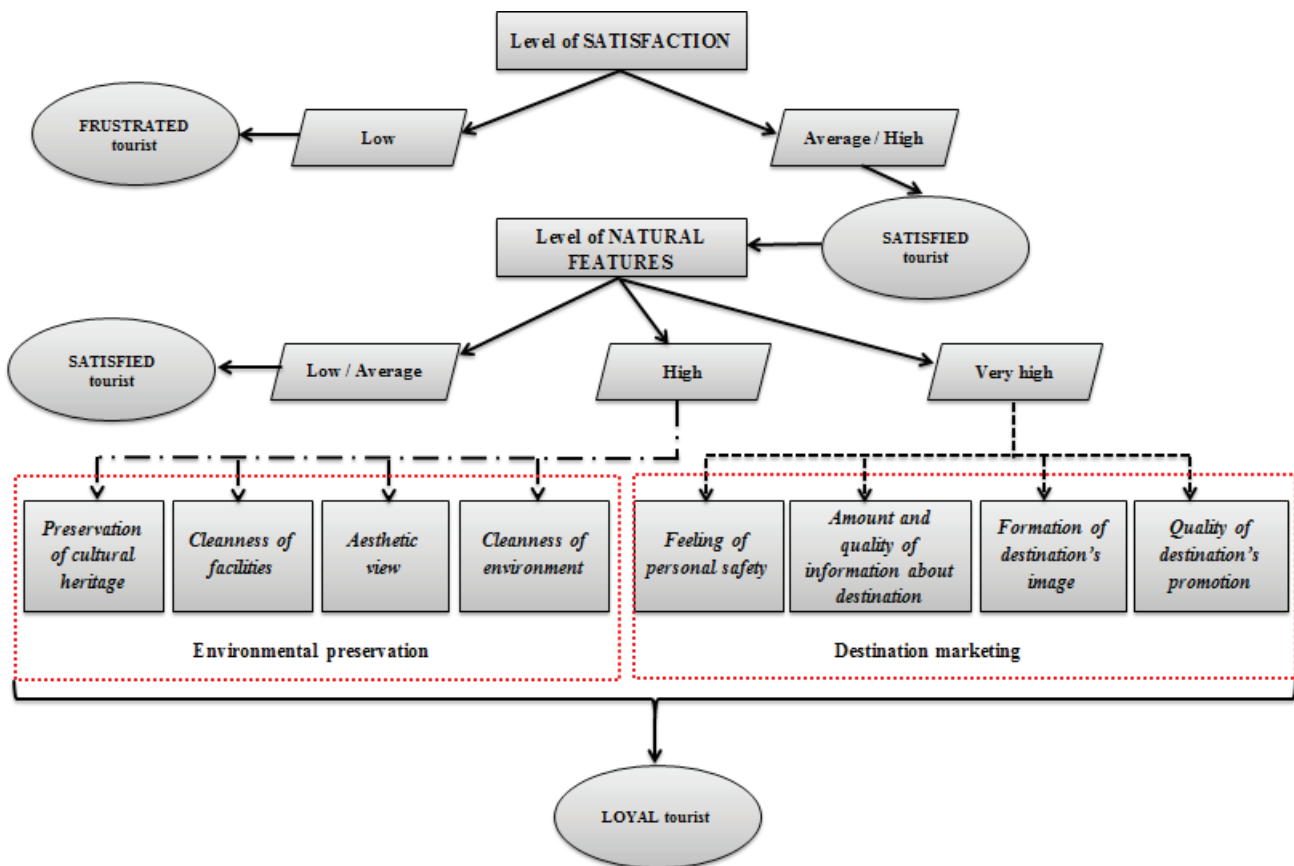 Level of SATISFACTION
FRUSTRATED
tourist
Low
Average / High
Level of NATURAL
FEATURES
SATISFIED
tourist
SATISFIED
tourist
Low / Average
High
Very high
Preservation
of cultural
heritage
Cleanness of
facilities
Aesthetic
view
Cleanness of
environment
Feeling of
personal safety
Amount and
quality of
information about
destination
Formation of
destination’s
image
Quality of
destination’s
promotion
Environmental preservation
Destination marketing
LOYAL tourist